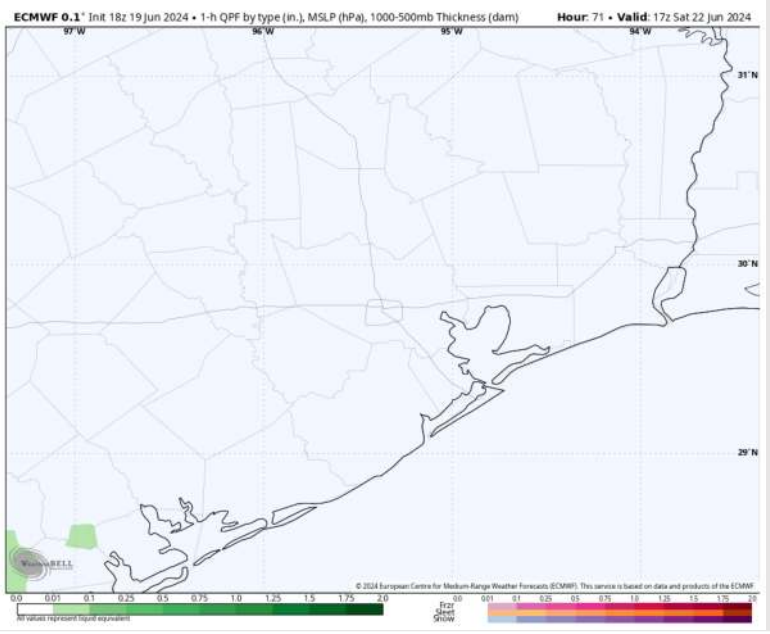 ECMWF 0.1° Init 18z 19 Jun 2024 • 1-h QPF by type (in.), MSLP (hPa), 1000-500mb Thickness (dam) Hour: 71 • Valid: 17z Sat 22 Jun 2024
97°W 96°W 95°W 94°W
31°N
30°N
29°N
WeatherBELL
© 2024 European Centre for Medium-Range Weather Forecasts (ECMWF). This service is based on data and products of the ECMWF
0.0 0.01 0.1 0.25 0.5 1.0 1.25 1.5 1.75 2.0 0.0 0.01 0.1 0.25 0.5 1.0 1.25 1.5 1.75 2.0
All values represent liquid equivalent
Frzr
Sleet
Snow